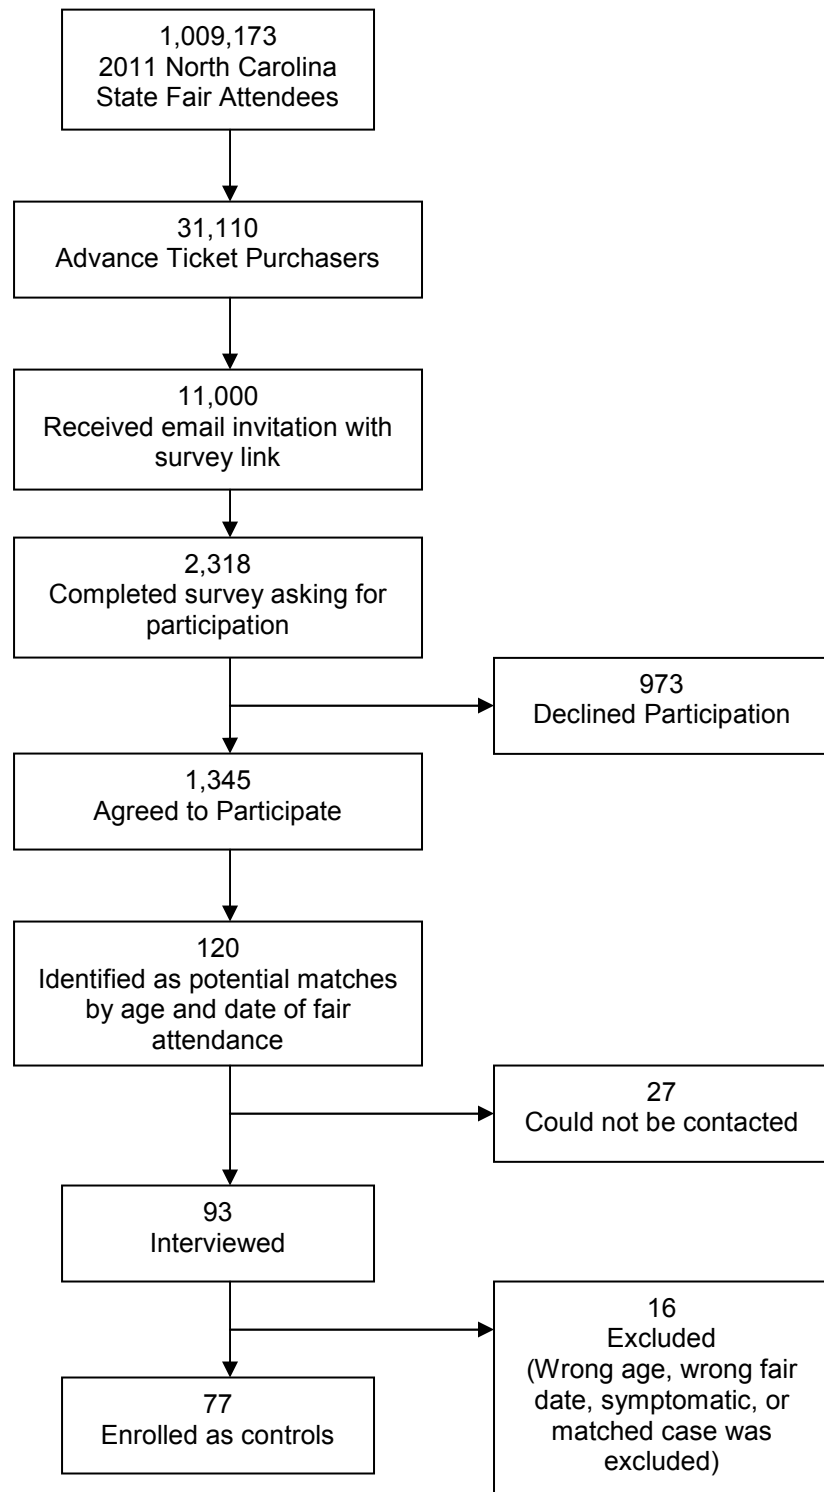 1,009,173
2011 North Carolina
State Fair Attendees
31,110
Advance Ticket Purchasers
11,000
Received email invitation with
survey link
2,318
Completed survey asking for
participation
973
Declined Participation
1,345
Agreed to Participate
120
Identified as potential matches
by age and date of fair
attendance
27
Could not be contacted
93
Interviewed
16
Excluded
(Wrong age, wrong fair
date, symptomatic, or
matched case was
excluded)
77
Enrolled as controls